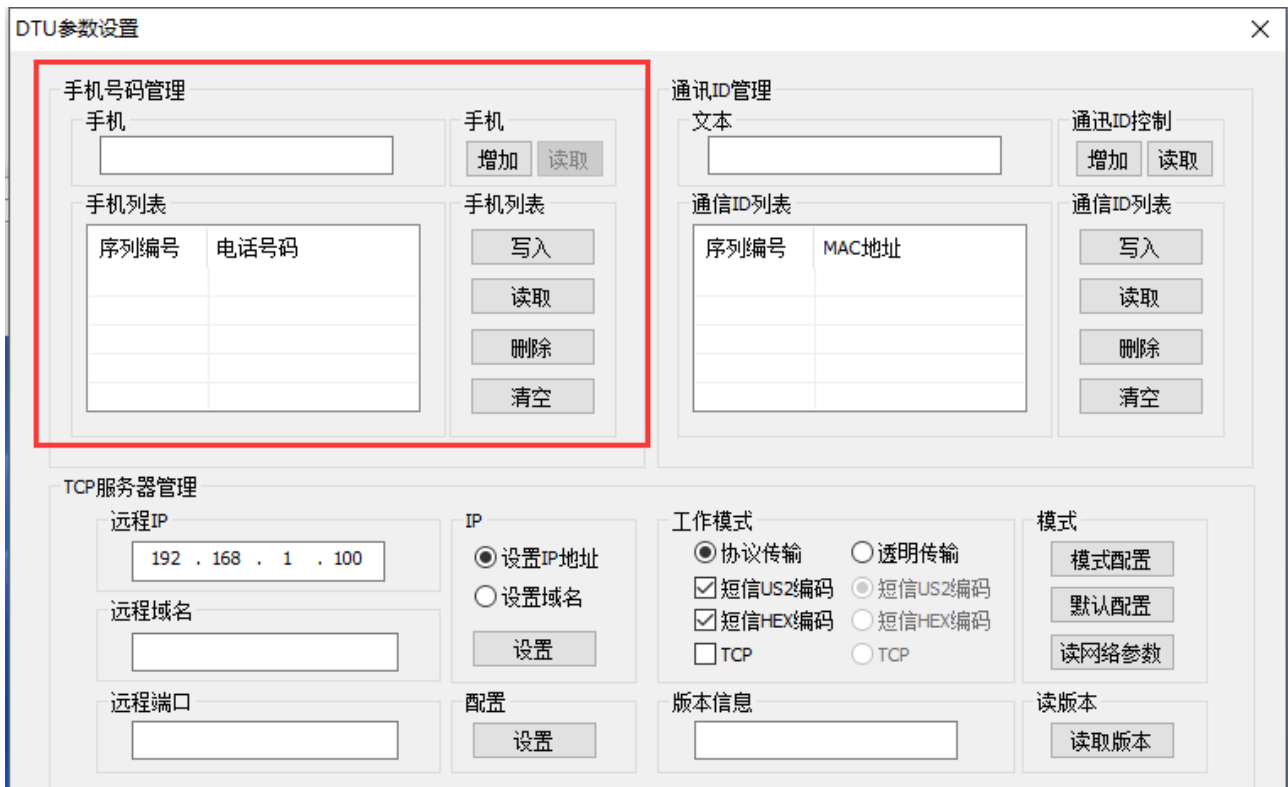 DTU参数设置
手机号码管理
手机
手机
增加 读取
手机列表
序列编号 电话号码
手机列表
写入
读取
删除
清空
通讯ID管理
文本
通迅ID控制
增加 读取
通信ID列表
序列编号 MAC地址
通信ID列表
写入
读取
删除
清空
TCP服务器管理
远程IP
192 . 168 . 1 . 100
IP
设置IP地址
设置域名
设置
远程域名
远程端口
配置
设置
工作模式
协议传输 透明传输
短信US2编码 短信US2编码
短信HEX编码 短信HEX编码
TCP TCP
模式
模式配置
默认配置
读网络参数
版本信息
读版本
读取版本